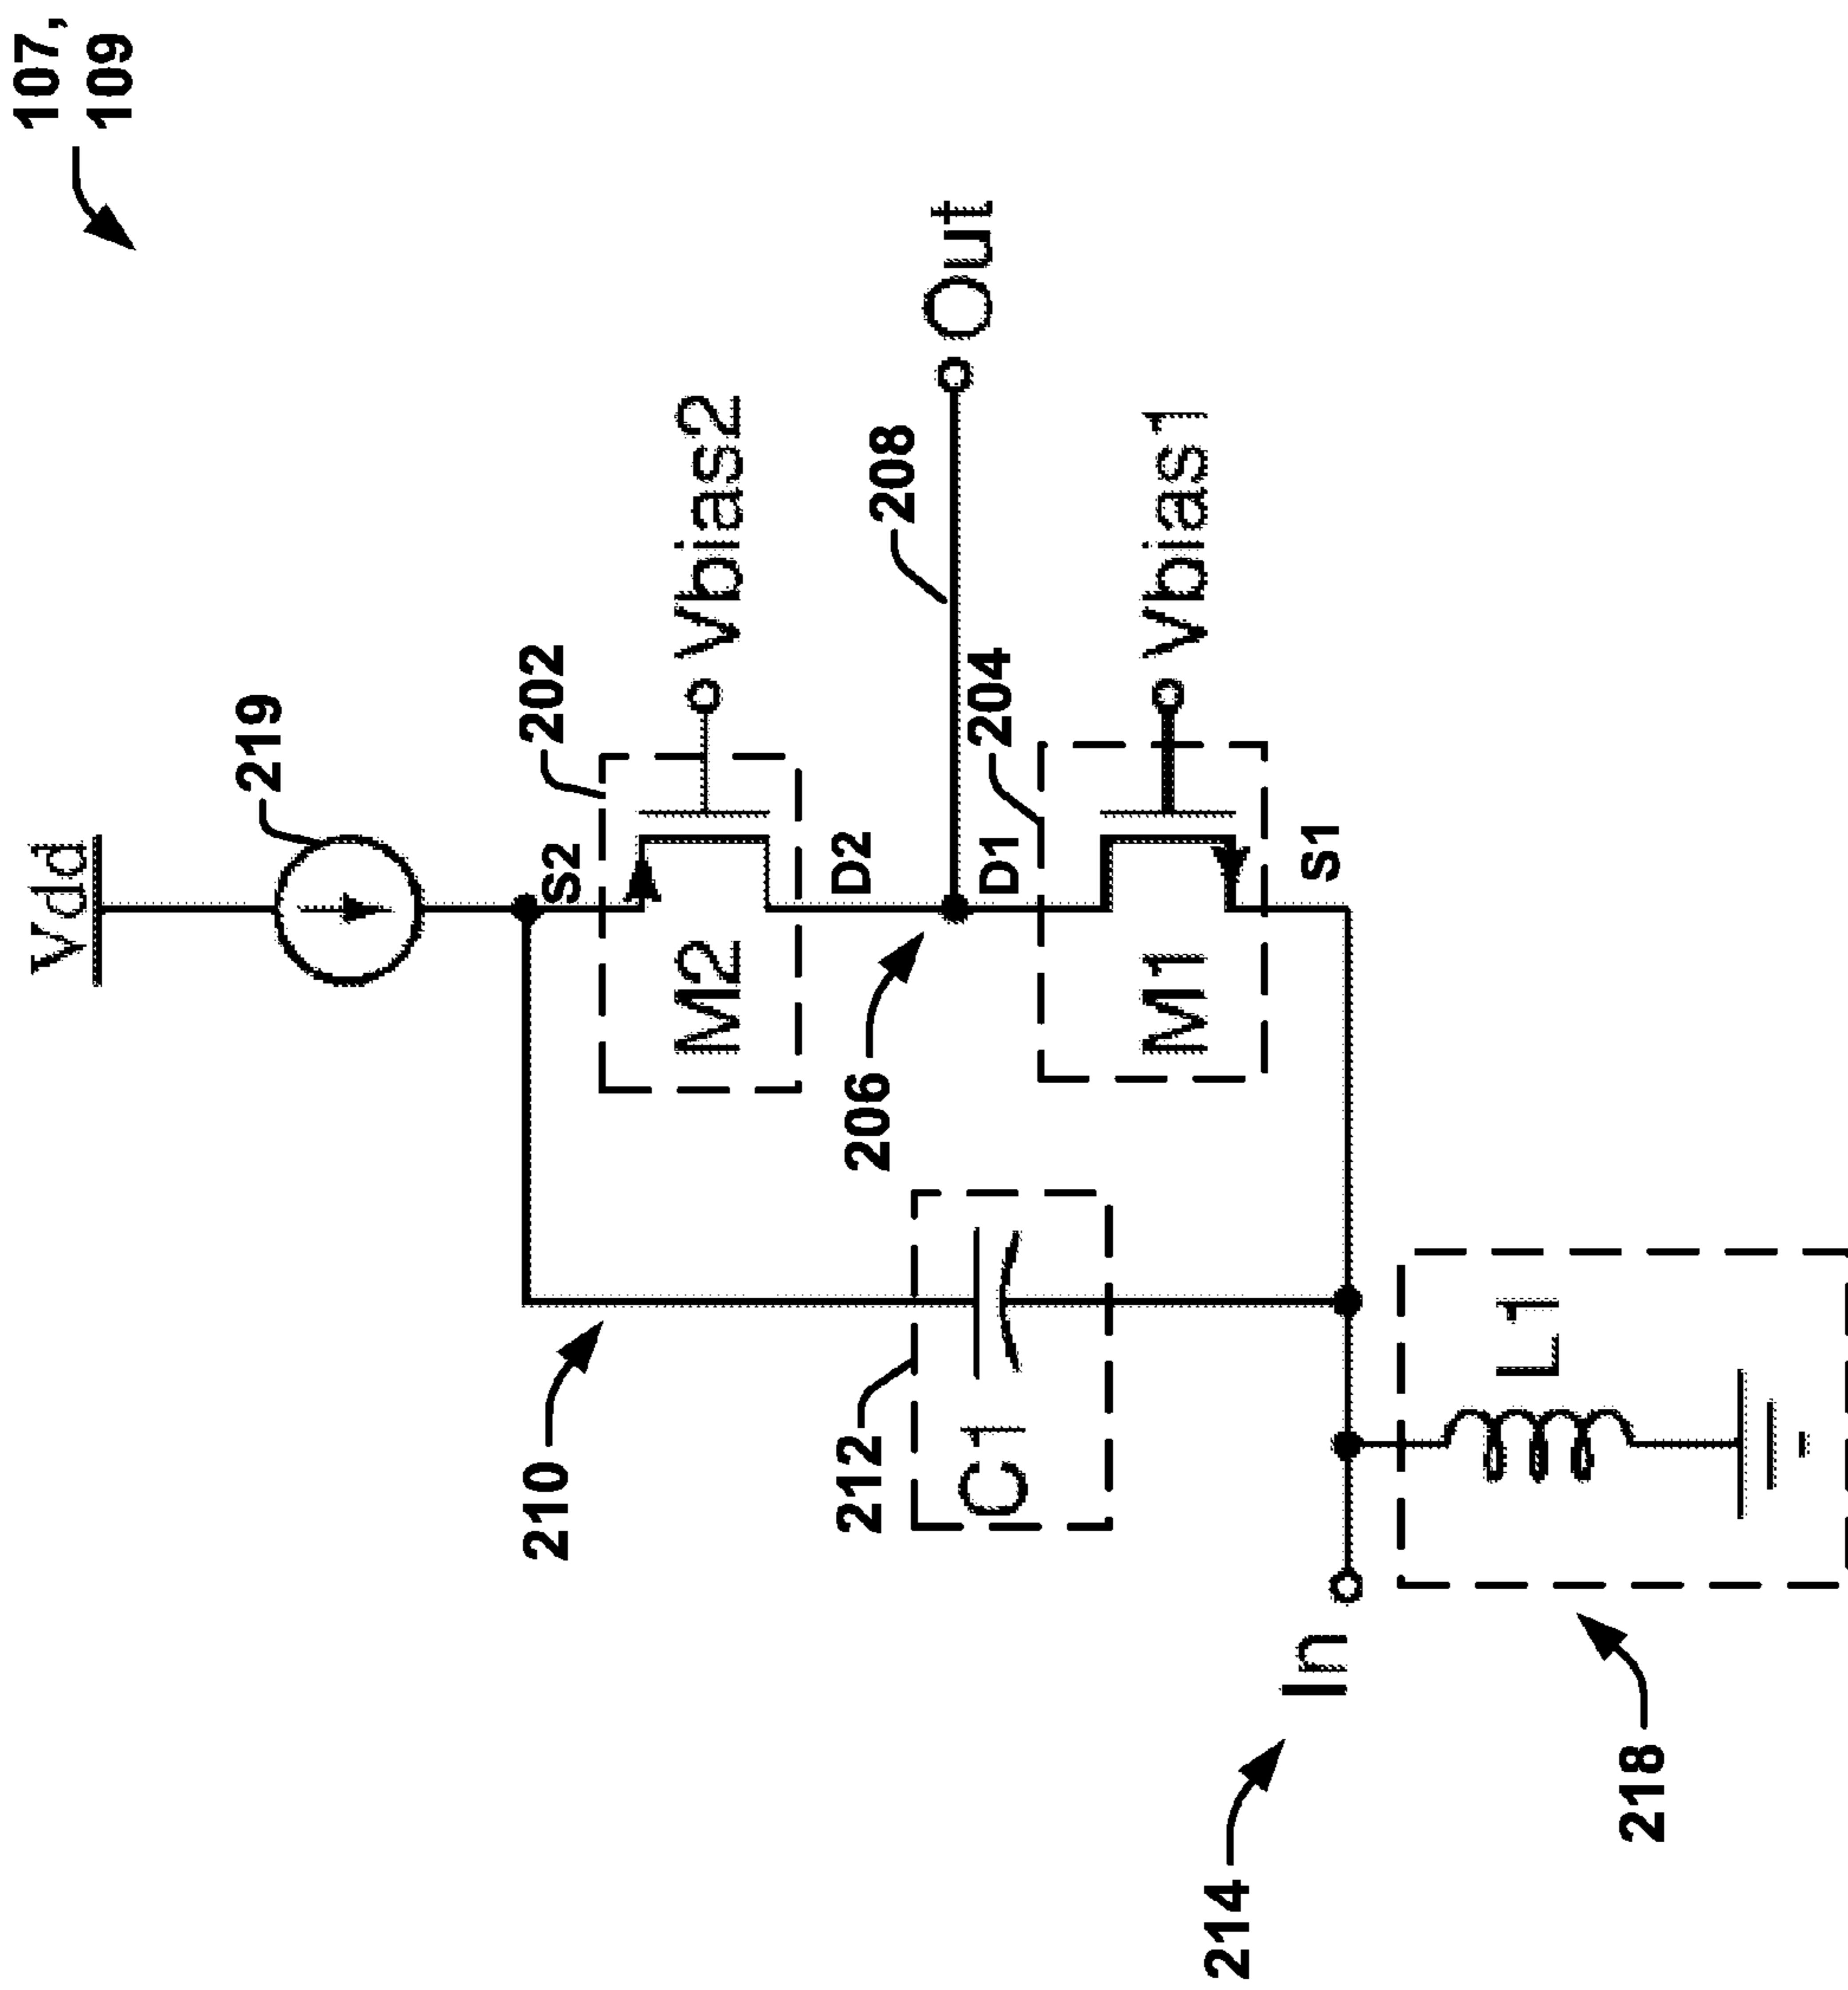 107,
109
Vdd
219
S2
202
M2
Vbias2
D2
208
Out
206
D1
204
M1
Vbias1
S1
210
212
C1
In
214
L1
218